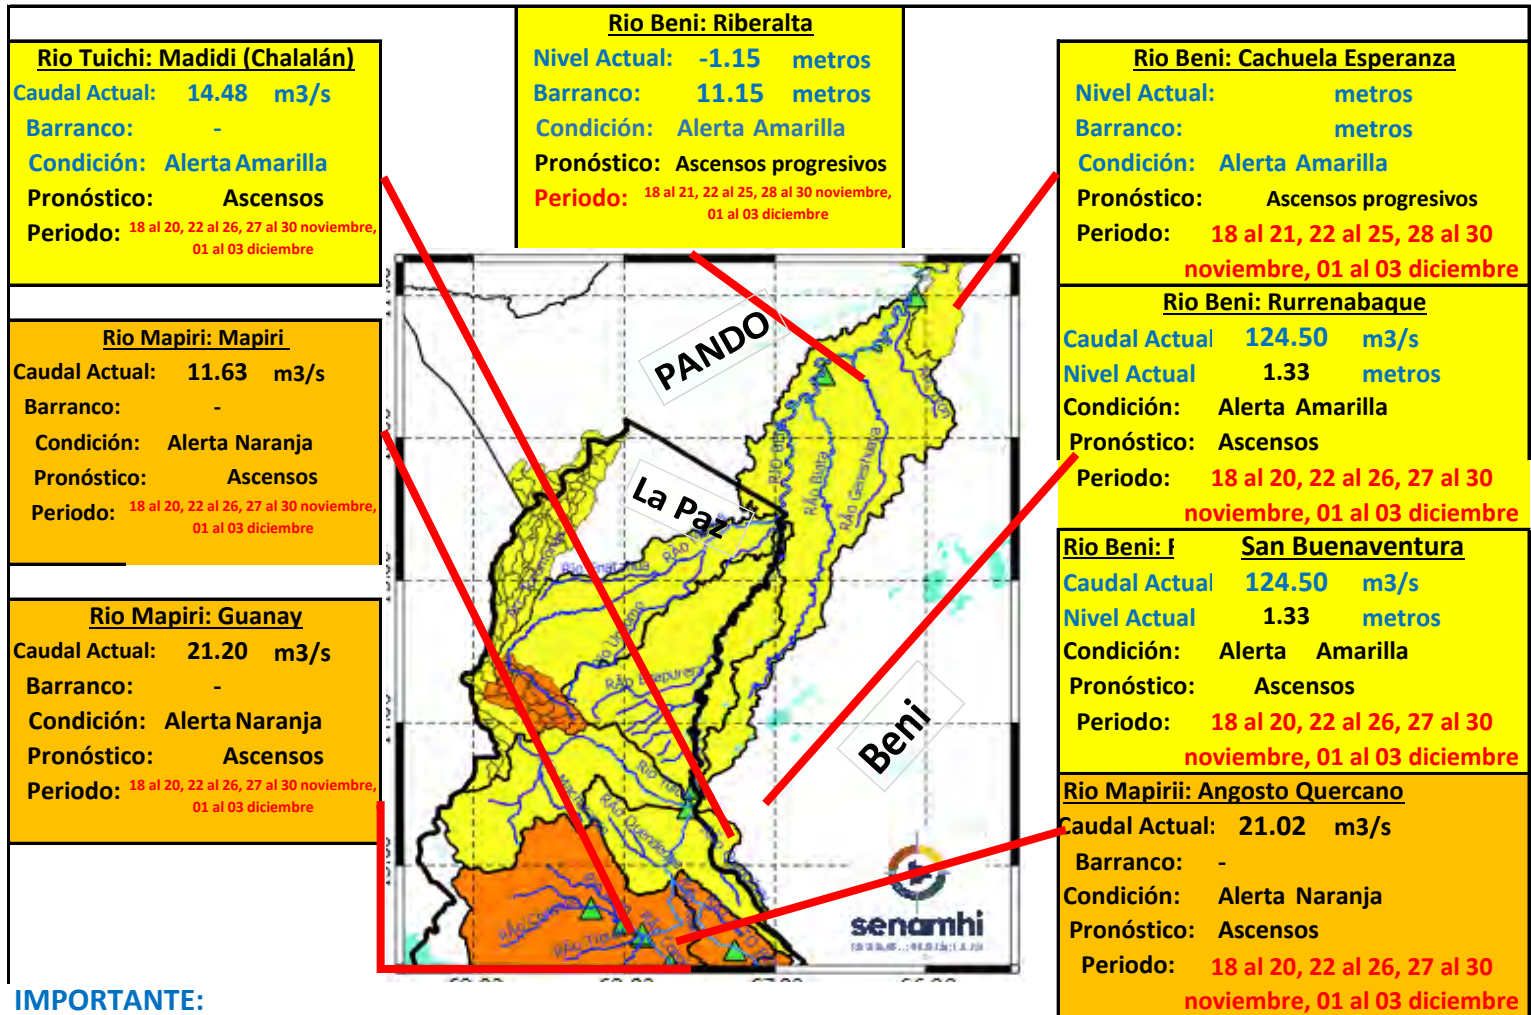 Rio Beni: Riberalta
Nivel Actual: -1.15 metros
Barranco: 11.15 metros
Condición: Alerta Amarilla
Pronóstico: Ascensos progresivos
Periodo: 18 al 21, 22 al 25, 28 al 30 noviembre,
01 al 03 diciembre
Rio Tuichi: Madidi (Chalalán)
Caudal Actual: 14.48 m3/s
Barranco: -
Condición: Alerta Amarilla
Pronóstico: Ascensos
Periodo: 18 al 20, 22 al 26, 27 al 30 noviembre,
01 al 03 diciembre
Rio Mapiri: Mapiri
Caudal Actual: 11.63 m3/s
Barranco: -
Condición: Alerta Naranja
Pronóstico: Ascensos
Periodo: 18 al 20, 22 al 26, 27 al 30 noviembre,
01 al 03 diciembre
Rio Mapiri: Guanay
Caudal Actual: 21.20 m3/s
Barranco: -
Condición: Alerta Naranja
Pronóstico: Ascensos
Periodo: 18 al 20, 22 al 26, 27 al 30 noviembre,
01 al 03 diciembre
PANDO
La Paz
Beni
senamhi
Rio Beni: Cachuela Esperanza
Nivel Actual: metros
Barranco: metros
Condición: Alerta Amarilla
Pronóstico: Ascensos progresivos
Periodo: 18 al 21, 22 al 25, 28 al 30
noviembre, 01 al 03 diciembre
Rio Beni: Rurrenabaque
Caudal Actual 124.50 m3/s
Nivel Actual 1.33 metros
Condición: Alerta Amarilla
Pronóstico: Ascensos
Periodo: 18 al 20, 22 al 26, 27 al 30
noviembre, 01 al 03 diciembre
Rio Beni: San Buenaventura
Caudal Actual 124.50 m3/s
Nivel Actual 1.33 metros
Condición: Alerta Amarilla
Pronóstico: Ascensos
Periodo: 18 al 20, 22 al 26, 27 al 30
noviembre, 01 al 03 diciembre
Rio Mapirii: Angosto Quercano
Caudal Actual: 21.02 m3/s
Barranco: -
Condición: Alerta Naranja
Pronóstico: Ascensos
Periodo: 18 al 20, 22 al 26, 27 al 30
noviembre, 01 al 03 diciembre
IMPORTANTE: